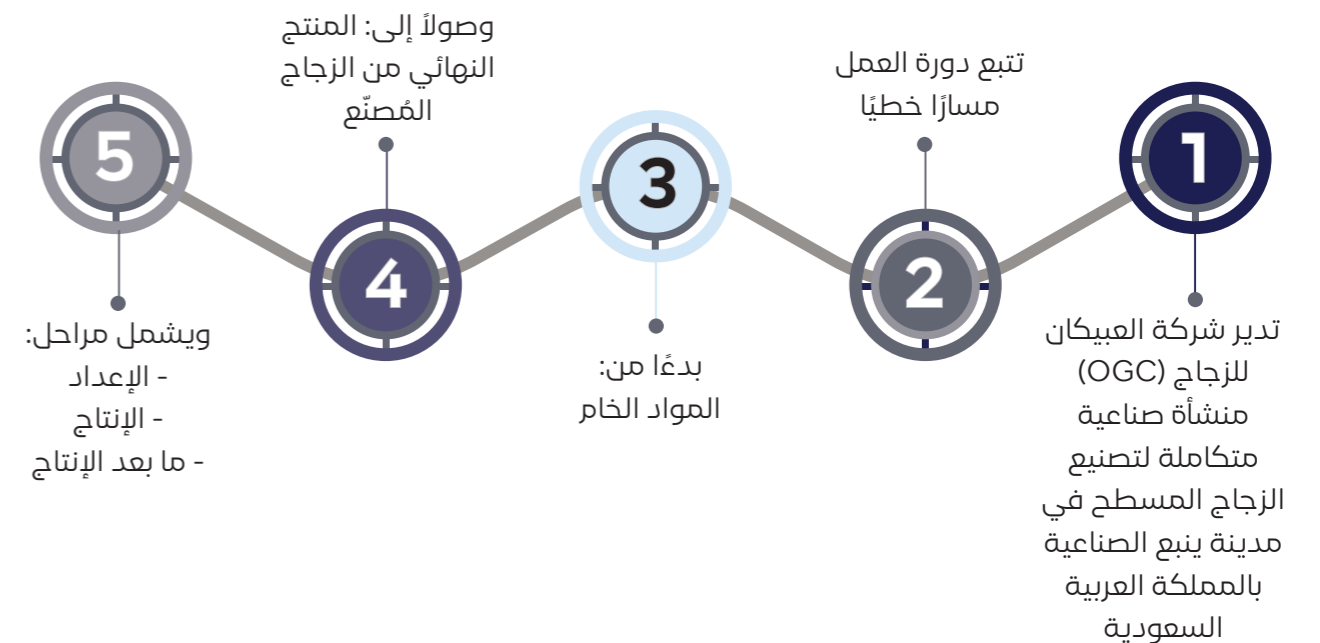 1
تدير شركة العبيكان
للزجاج (OGC)
منشأة صناعية
متكاملة لتصنيع
الزجاج المسطح في
مدينة ينبع الصناعية
بالمملكة العربية
السعودية
2
تتبع دورة العمل
مسارًا خطيًا
3
بدءًا من:
المواد الخام
4
وصولاً إلى: المنتج
النهائي من الزجاج
المُصنّع
5
ويشمل مراحل:
- الإعداد
- الإنتاج
- ما بعد الإنتاج